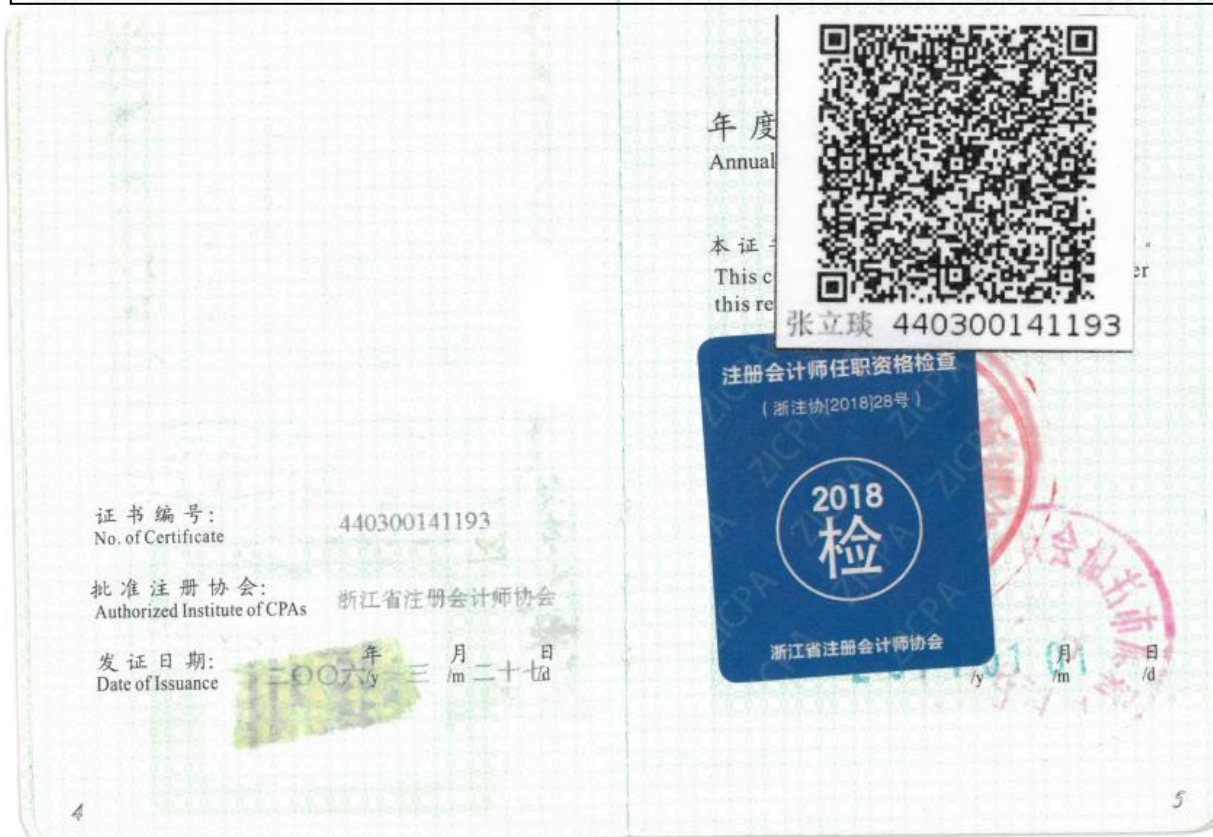 证书编号:
No. of Certificate
440300141193
批准注册协会:
Authorized Institute of CPAs
浙江省注册会计师协会
发证日期:
Date of Issuance
二〇〇六 年 三 月 二十七 日
/y /m /d
4
年度
Annual
本证 。
This c er
this re
张立琰 440300141193
注册会计师任职资格检查
(浙注协[2018]28号)
2018
检
浙江省注册会计师协会
月 日
/y /m /d
5
ZICPA